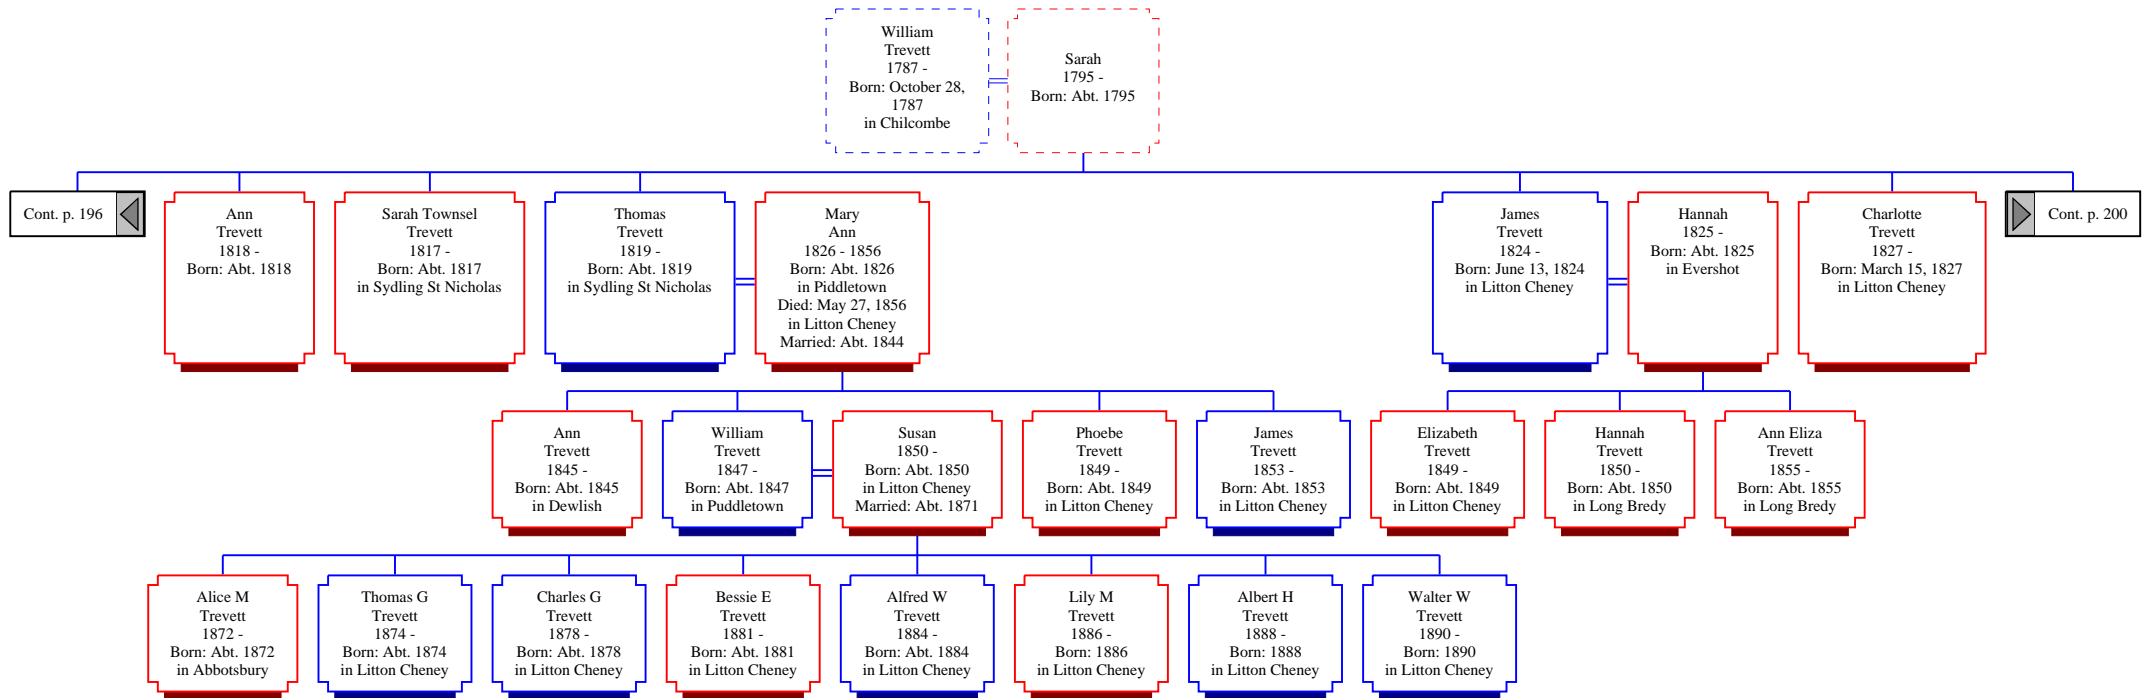 William
Trevett
1787 -
Born: October 28,
1787
in Chilcombe
Sarah
1795 -
Born: Abt. 1795
Cont. p. 196
Ann
Trevett
1818 -
Born: Abt. 1818
Sarah Townsel
Trevett
1817 -
Born: Abt. 1817
in Sydling St Nicholas
Thomas
Trevett
1819 -
Born: Abt. 1819
in Sydling St Nicholas
Mary
Ann
1826 - 1856
Born: Abt. 1826
in Piddletown
Died: May 27, 1856
in Litton Cheney
Married: Abt. 1844
James
Trevett
1824 -
Born: June 13, 1824
in Litton Cheney
Hannah
1825 -
Born: Abt. 1825
in Evershot
Charlotte
Trevett
1827 -
Born: March 15, 1827
in Litton Cheney
Cont. p. 200
Ann
Trevett
1845 -
Born: Abt. 1845
in Dewlish
William
Trevett
1847 -
Born: Abt. 1847
in Puddletown
Susan
1850 -
Born: Abt. 1850
in Litton Cheney
Married: Abt. 1871
Phoebe
Trevett
1849 -
Born: Abt. 1849
in Litton Cheney
James
Trevett
1853 -
Born: Abt. 1853
in Litton Cheney
Elizabeth
Trevett
1849 -
Born: Abt. 1849
in Litton Cheney
Hannah
Trevett
1850 -
Born: Abt. 1850
in Long Bredy
Ann Eliza
Trevett
1855 -
Born: Abt. 1855
in Long Bredy
Alice M
Trevett
1872 -
Born: Abt. 1872
in Abbotsbury
Thomas G
Trevett
1874 -
Born: Abt. 1874
in Litton Cheney
Charles G
Trevett
1878 -
Born: Abt. 1878
in Litton Cheney
Bessie E
Trevett
1881 -
Born: Abt. 1881
in Litton Cheney
Alfred W
Trevett
1884 -
Born: Abt. 1884
in Litton Cheney
Lily M
Trevett
1886 -
Born: 1886
in Litton Cheney
Albert H
Trevett
1888 -
Born: 1888
in Litton Cheney
Walter W
Trevett
1890 -
Born: 1890
in Litton Cheney